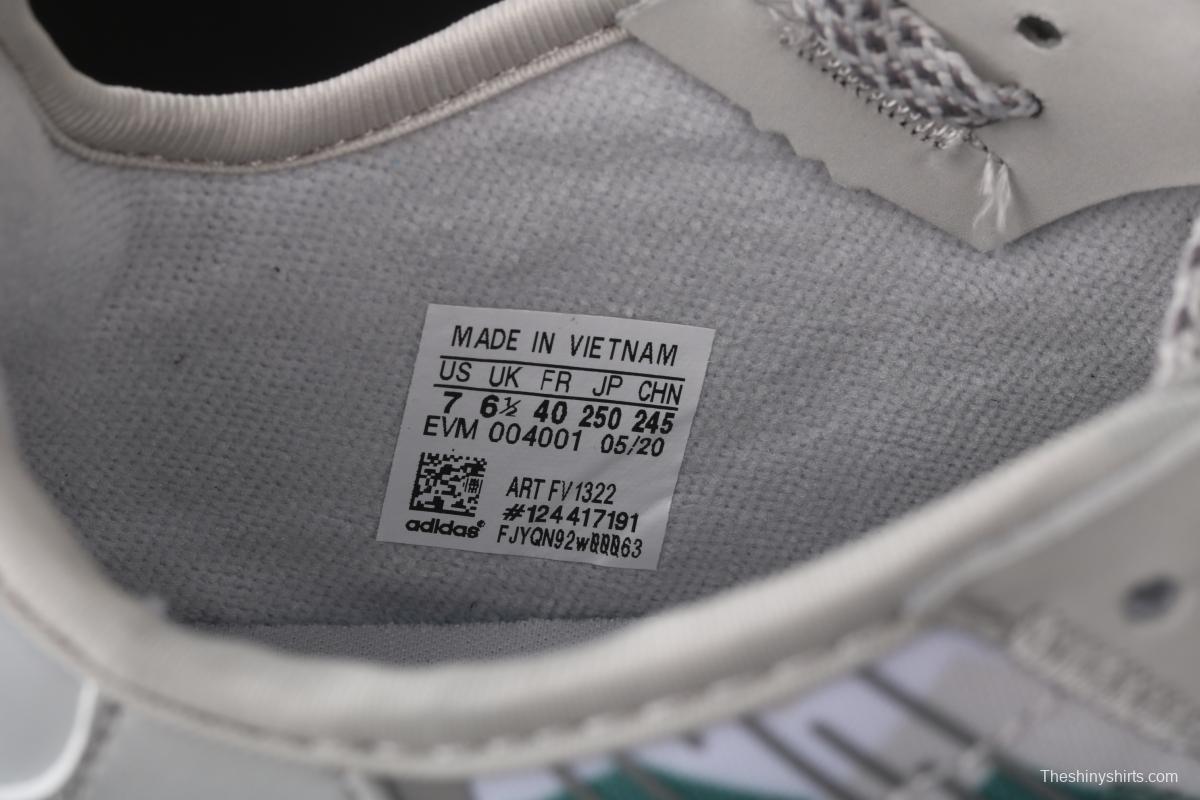 MADE IN VIETNAM
US UK FR JP CHN
7 6½ 40 250 245
EVM 004001 05/20
ART FV1322
#124417191
adidas®
Theshinyshirts.com